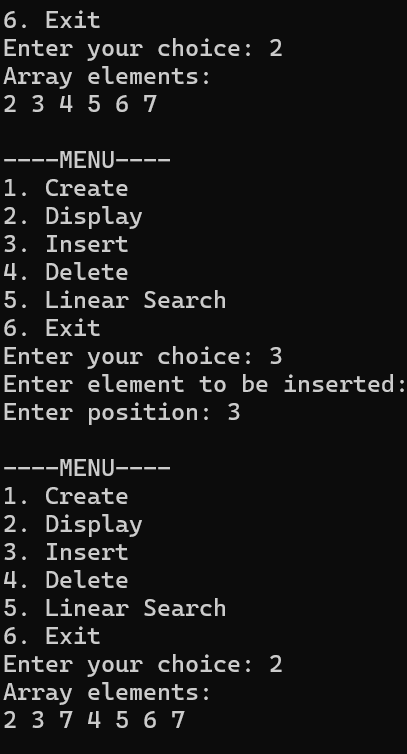 6. Exit
Enter your choice: 2
Array elements:
2 3 4 5 6 7
----MENU----
1. Create
2. Display
3. Insert
4. Delete
5. Linear Search
6. Exit
Enter your choice: 3
Enter element to be inserted:
Enter position: 3
----MENU----
1. Create
2. Display
3. Insert
4. Delete
5. Linear Search
6. Exit
Enter your choice: 2
Array elements:
2 3 7 4 5 6 7